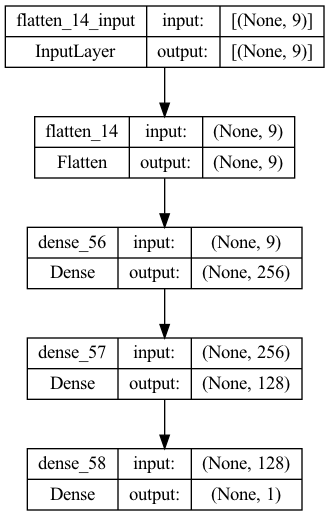 flatten_14_input input: [(None, 9)]
InputLayer output: [(None, 9)]
flatten_14 input: (None, 9)
Flatten output: (None, 9)
dense_56 input: (None, 9)
Dense output: (None, 256)
dense_57 input: (None, 256)
Dense output: (None, 128)
dense_58 input: (None, 128)
Dense output: (None, 1)